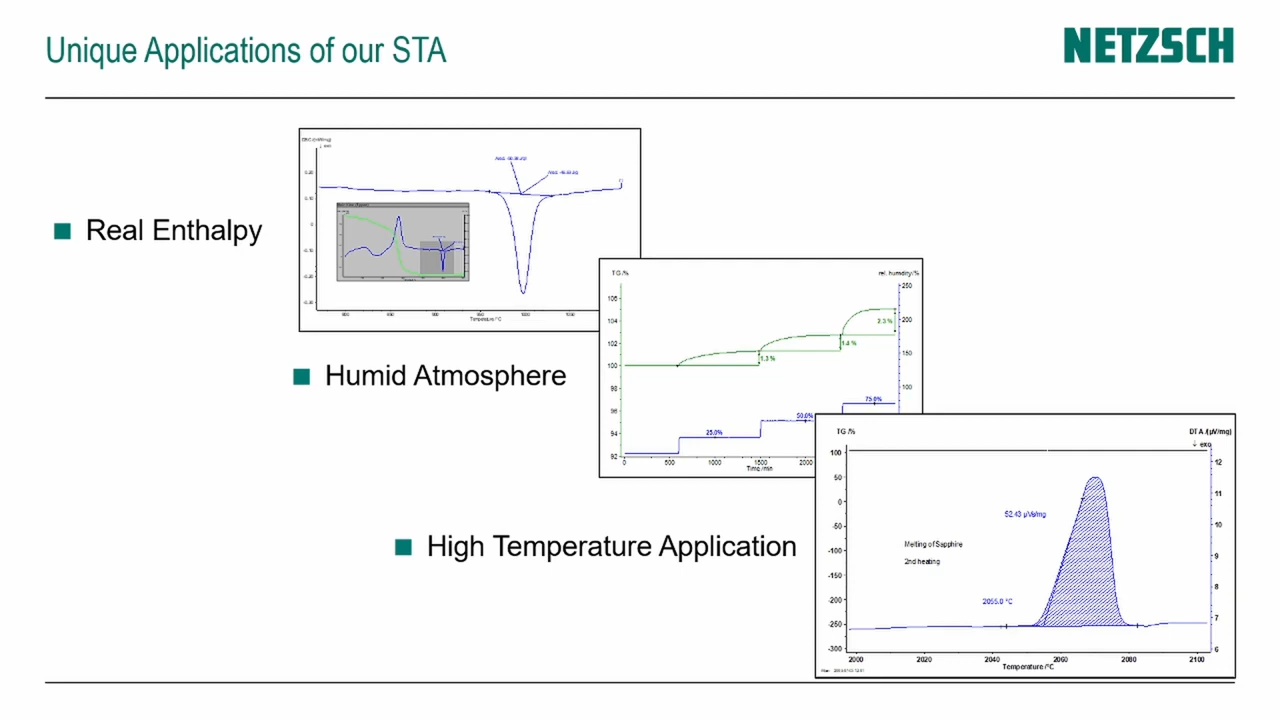 Unique Applications of our STA
NETZSCH
Real Enthalpy
Temperature /°C
Humid Atmosphere
TG /%
rel. humidity /%
106
104
102
100
98
96
94
92
250
200
150
100
1.3 %
1.4 %
2.3 %
25.0%
50.0%
75.0%
0
500
1000
1500
2000
Time /min
High Temperature Application
TG /%
DTA /(µV/mg)
↓ exo
100
50
0
-50
-100
-150
-200
-250
-300
12
11
10
9
8
7
6
52.43 µVs/mg
Melting of Sapphire
2nd heating
2055.0 °C
2000
2020
2040
2060
2080
2100
Temperature /°C